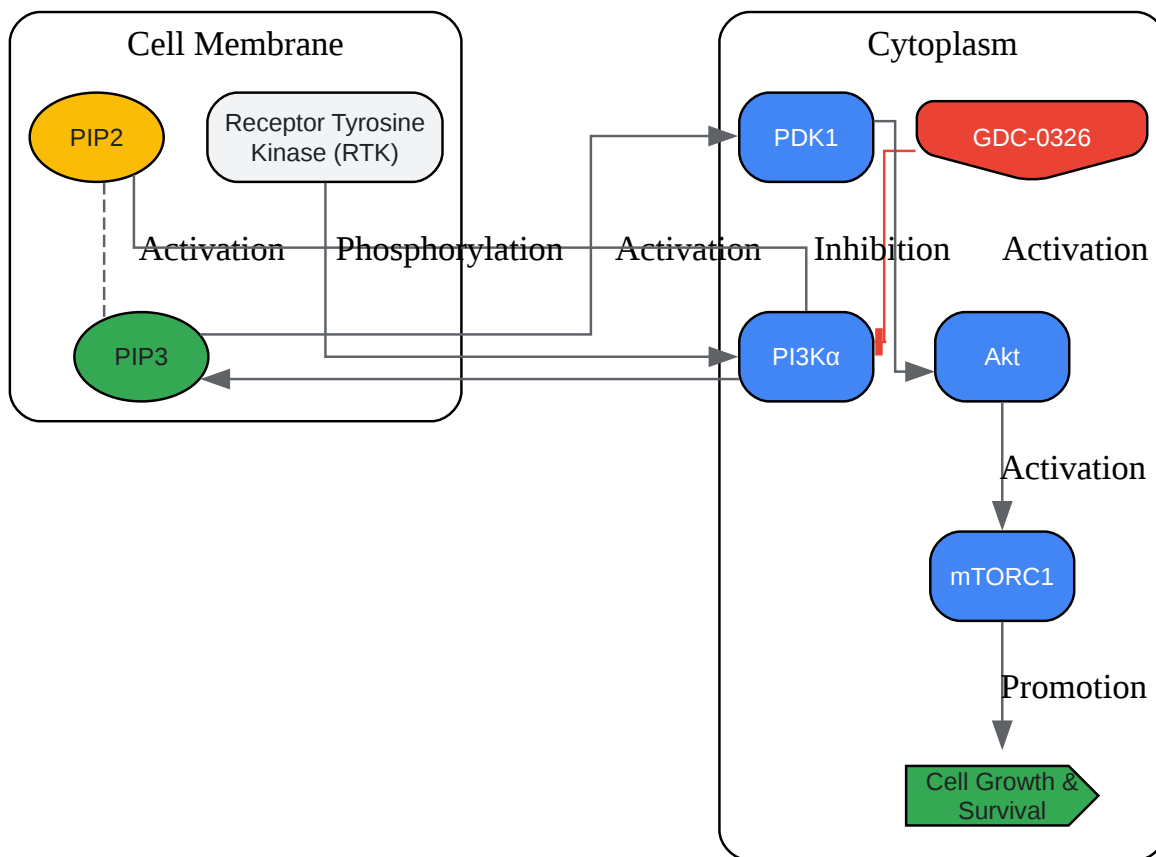 Cell Membrane
Cytoplasm
PIP2
Receptor Tyrosine
Kinase (RTK)
PDK1
GDC-0326
Activation
Phosphorylation
Activation
Inhibition
Activation
PIP3
PI3Kα
Akt
Activation
mTORC1
Promotion
Cell Growth &
Survival